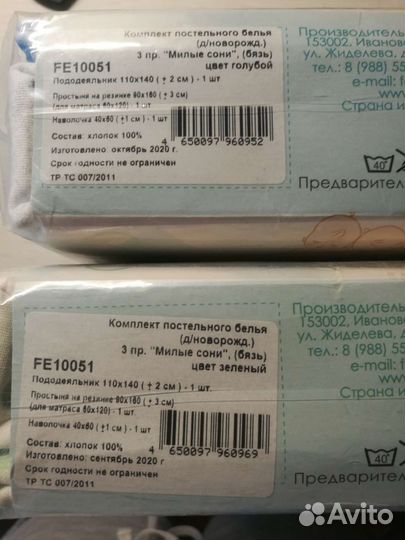 Комплект постельного белья
(д/новорожд.)
3 пр. "Милые сони", (бязь)
FE10051
цвет голубой
Пододеяльник 110х140 ( ± 2 см) - 1 шт
Простыня на резинке 90х160 ( ± 3 см)
(для матраса 60х120) - 1 шт
Наволочка 40х60 ( ±1 см) - 1 шт
Состав: хлопок 100%
Изготовлено: октябрь 2020 г.
Срок годности не ограничен
ТР ТС 007/2011
4 650097 960952
Производитель
153002, Иванов
ул. Жиделева, д
тел.: 8 (988) 55
e-mail: f
Страна и
40°
Предварител
Комплект постельного белья
(д/новорожд.)
3 пр. "Милые сони", (бязь)
FE10051
цвет зеленый
Пододеяльник 110х140 ( ± 2 см) - 1 шт
Простыня на резинке 90х160 ( ± 3 см)
(для матраса 60х120) - 1 шт
Наволочка 40х60 ( ±1 см) - 1 шт
Состав: хлопок 100%
Изготовлено: сентябрь 2020 г.
Срок годности не ограничен
ТР ТС 007/2011
4 650097 960969
Производитель
153002, Иванов
ул. Жиделева, д
тел.: 8 (988) 5
e-mail: fa
www.
Страна и
40°
Предварител
Avito